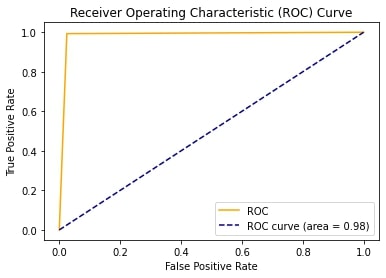 Receiver Operating Characteristic (ROC) Curve
1.0
0.8
0.6
0.4
0.2
0.0
True Positive Rate
ROC
ROC curve (area = 0.98)
0.0 0.2 0.4 0.6 0.8 1.0
False Positive Rate